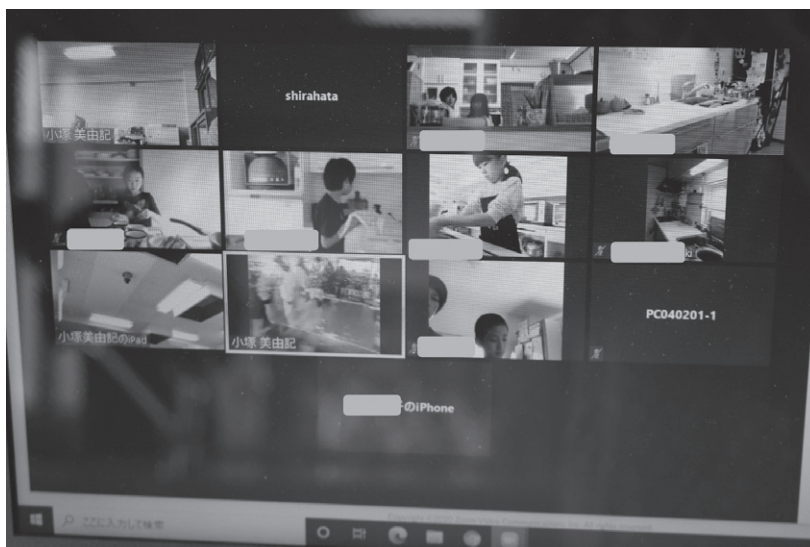 小塚 美由記
shirahata
小塚美由記のiPad
小塚 美由記
PC040201-1
のiPhone
ここに入力して検索